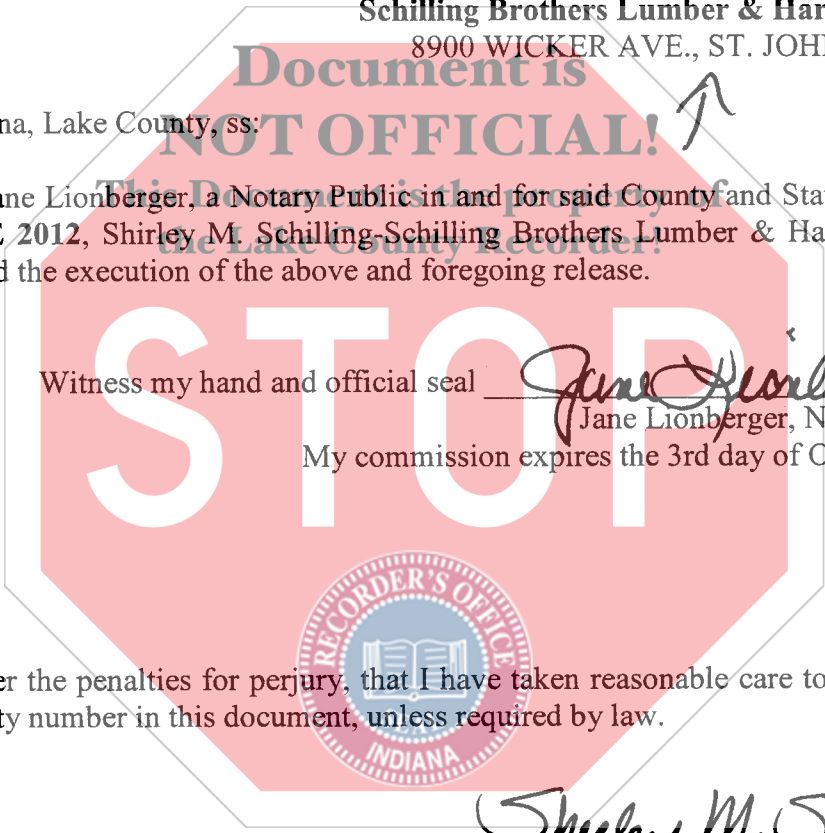 Schilling Brothers Lumber & Har
8900 WICKER AVE., ST. JOH
Document is
NOT OFFICIAL!
This Document is the property of
the Lake County Recorder!
na, Lake County, ss:
ane Lionberger, a Notary Public in and for said County and Sta
E 2012, Shirley M. Schilling-Schilling Brothers Lumber & Ha
d the execution of the above and foregoing release.
STOP
Witness my hand and official seal Jane Lionb
Jane Lionberger, N
My commission expires the 3rd day of O
RECORDER'S OFFICE
INDIANA
er the penalties for perjury, that I have taken reasonable care to
ty number in this document, unless required by law.
Shirley M. S